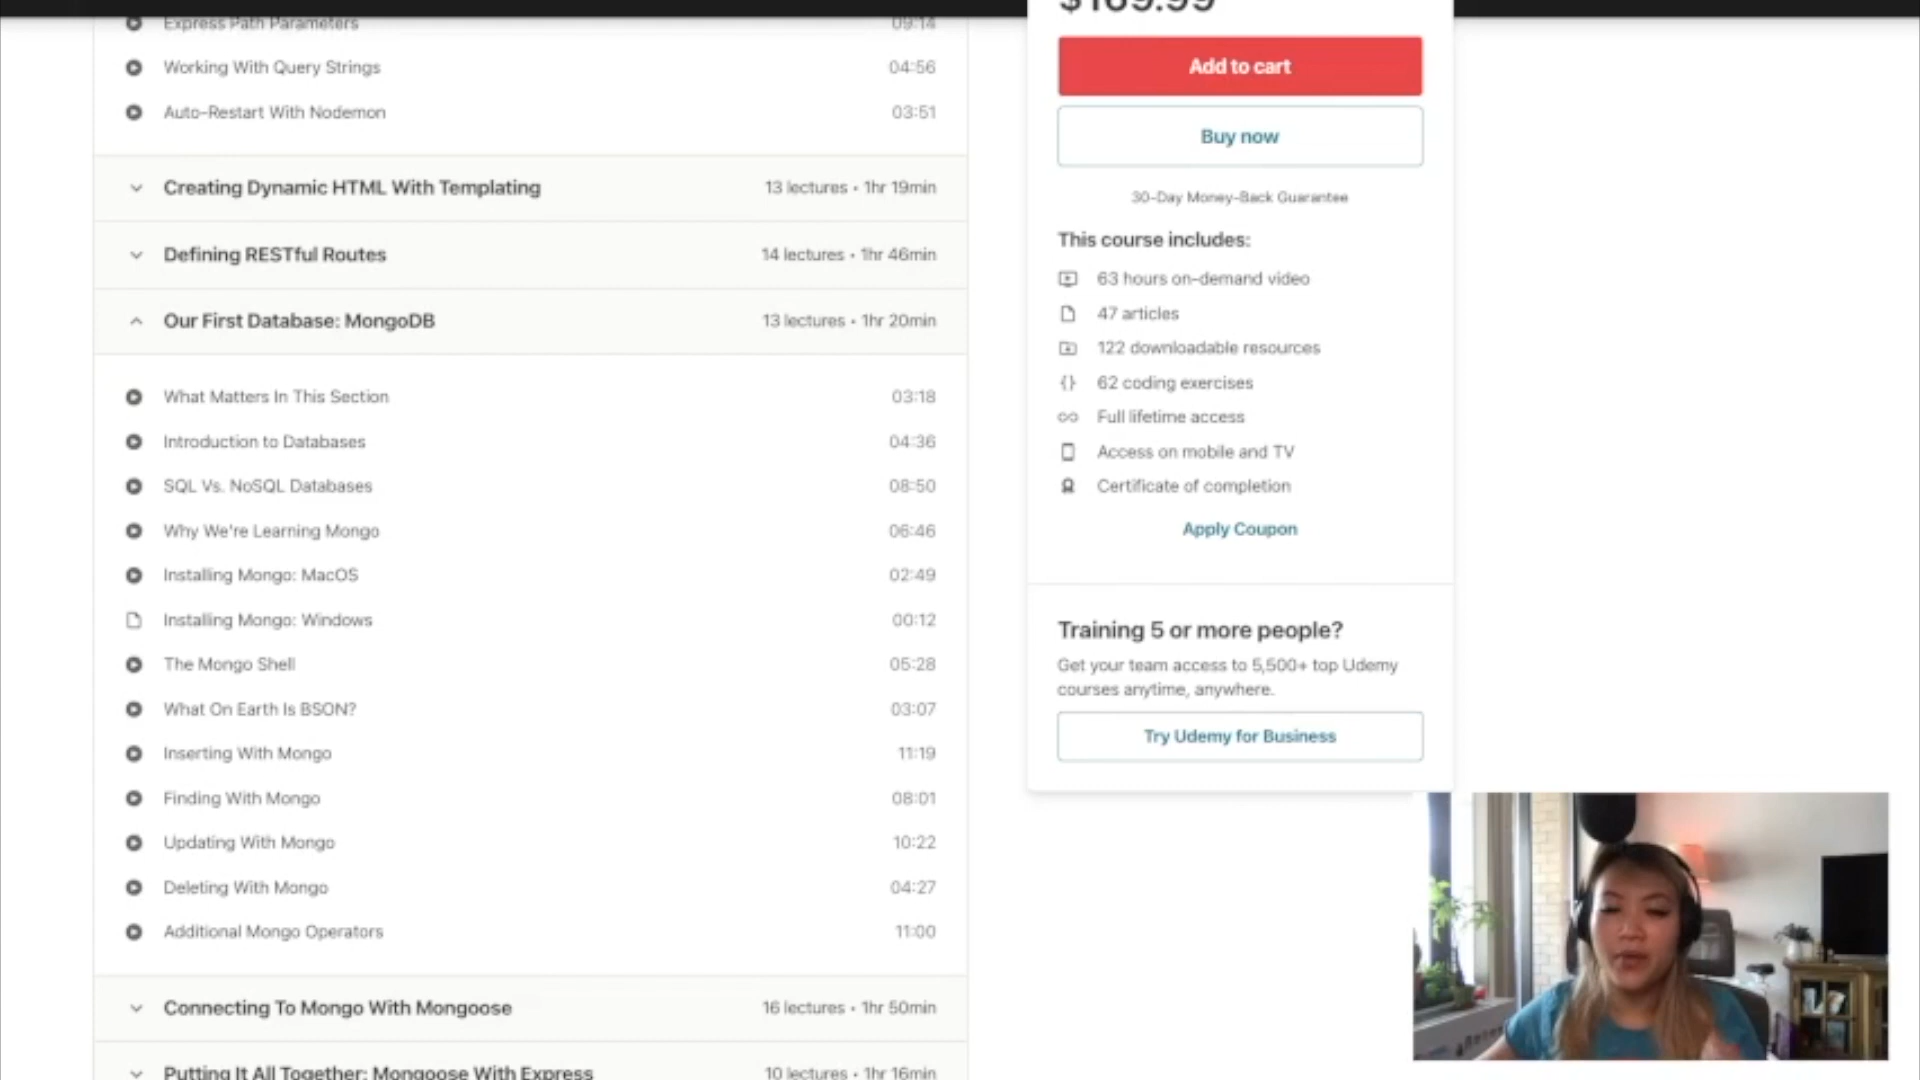 Express Path Parameters 09:14
Working With Query Strings 04:56
Auto-Restart With Nodemon 03:51
Creating Dynamic HTML With Templating 13 lectures • 1hr 19min
Defining RESTful Routes 14 lectures • 1hr 46min
Our First Database: MongoDB 13 lectures • 1hr 20min
What Matters In This Section 03:18
Introduction to Databases 04:36
SQL Vs. NoSQL Databases 08:50
Why We're Learning Mongo 06:46
Installing Mongo: MacOS 02:49
Installing Mongo: Windows 00:12
The Mongo Shell 05:28
What On Earth Is BSON? 03:07
Inserting With Mongo 11:19
Finding With Mongo 08:01
Updating With Mongo 10:22
Deleting With Mongo 04:27
Additional Mongo Operators 11:00
Connecting To Mongo With Mongoose 16 lectures • 1hr 50min
Putting It All Together: Mongoose With Express 10 lectures • 1hr 16min
$169.99
Add to cart
Buy now
30-Day Money-Back Guarantee
This course includes:
63 hours on-demand video
47 articles
122 downloadable resources
{} 62 coding exercises
Full lifetime access
Access on mobile and TV
Certificate of completion
Apply Coupon
Training 5 or more people?
Get your team access to 5,500+ top Udemy
courses anytime, anywhere.
Try Udemy for Business